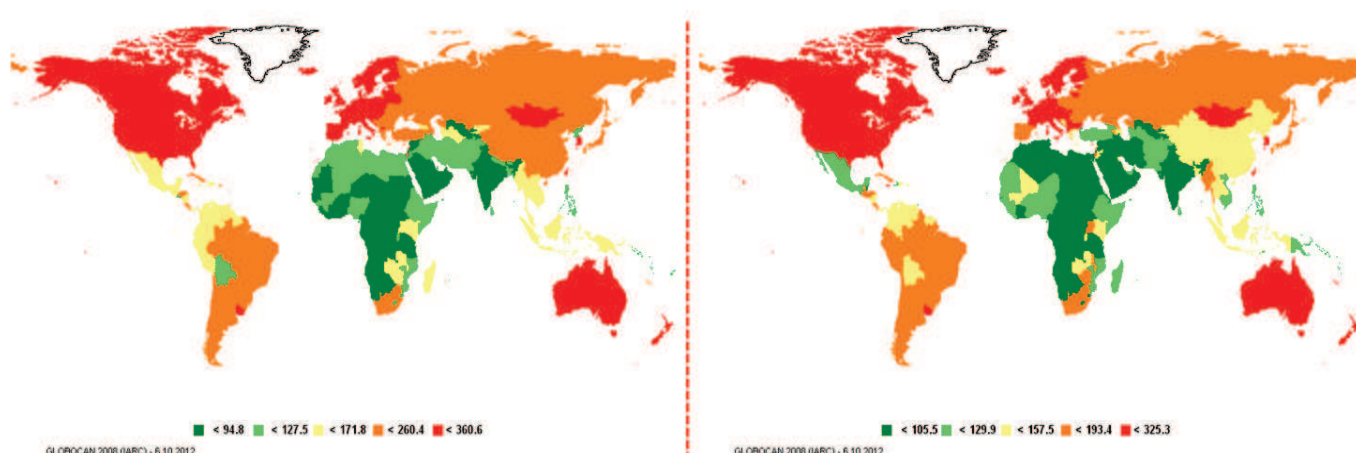 < 94.8 < 127.5 < 171.8 < 260.4 < 360.6
GLOBOCAN 2008 (IARC) - 6.10.2012
< 105.5 < 129.9 < 157.5 < 193.4 < 325.3
GLOBOCAN 2008 (IARC) - 6.10.2012